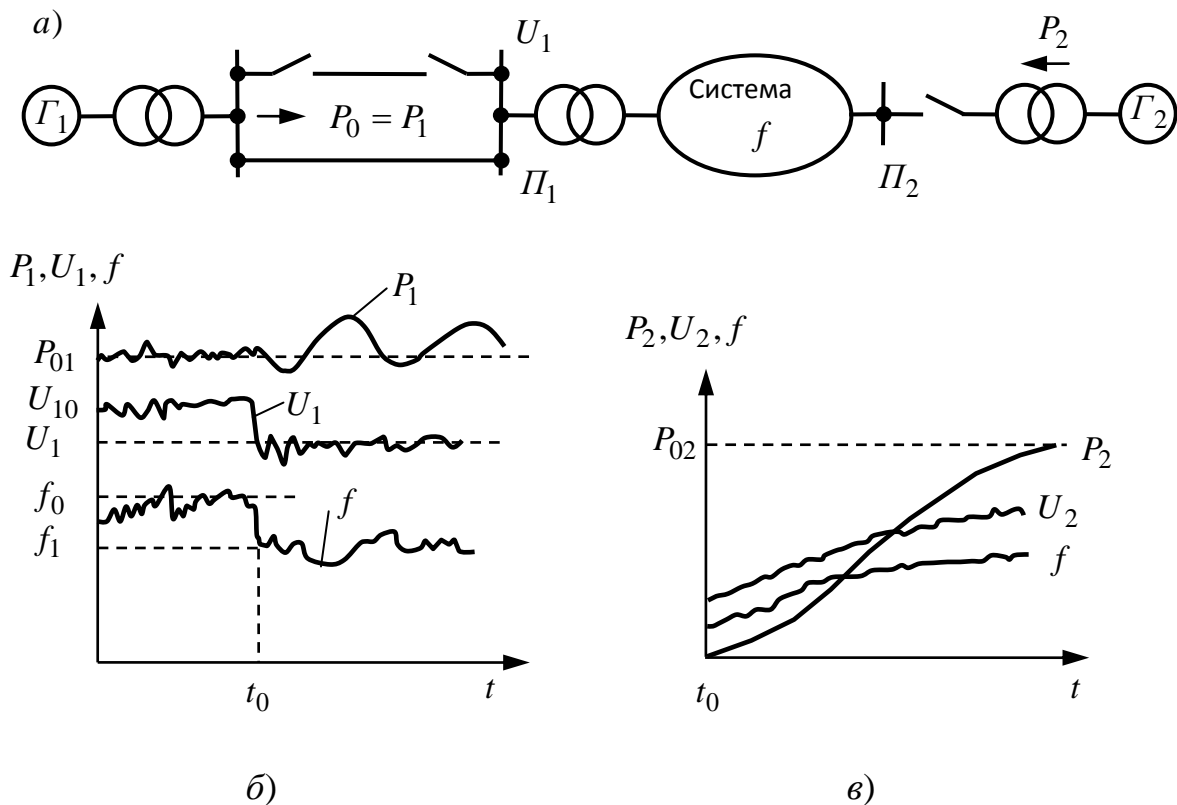 а)
U₁
P₂
Г₁
P₀ = P₁
Система
f
Г₂
П₁
П₂
P₁, U₁, f
P₁
P₀₁
U₁₀
U₁
U₁
f₀
f
f₁
t₀
t
б)
P₂, U₂, f
P₀₂
P₂
U₂
f
t₀
t
в)